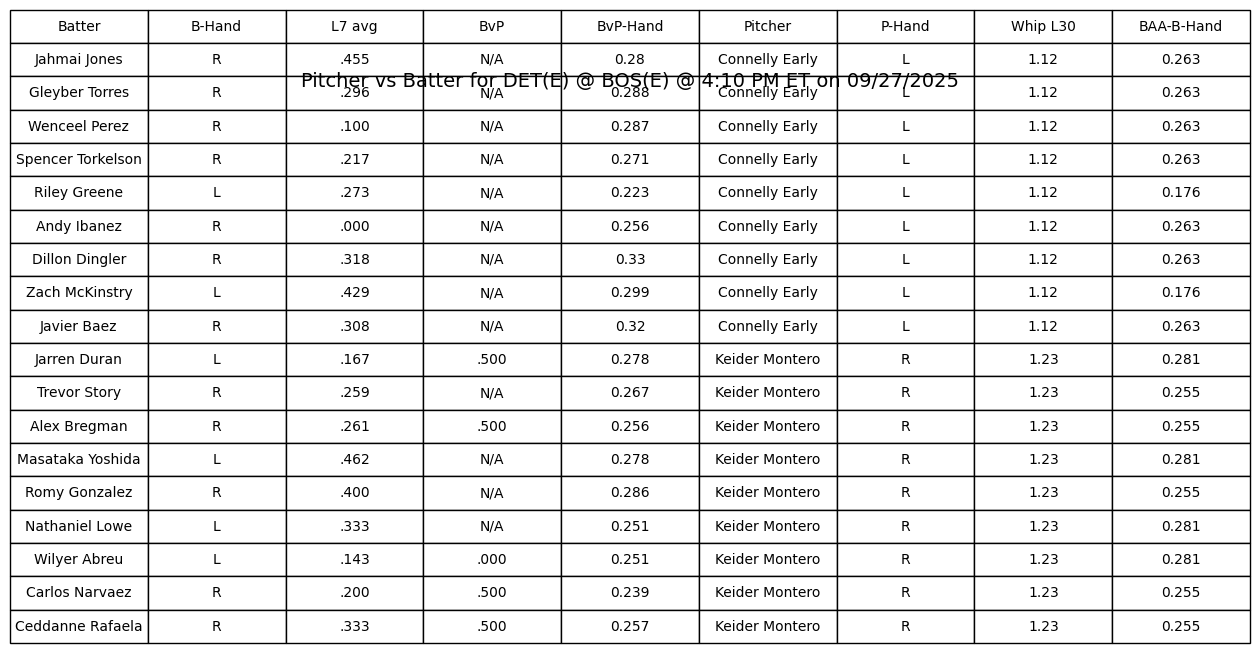 Batter B-Hand L7 avg BvP BvP-Hand Pitcher P-Hand Whip L30 BAA-B-Hand
Jahmai Jones R .455 N/A 0.28 Connelly Early L 1.12 0.263
Pitcher vs Batter for DET(E) @ BOS(E) @ 4:10 PM ET on 09/27/2025
Gleyber Torres R .296 N/A 0.288 Connelly Early L 1.12 0.263
Wenceel Perez R .100 N/A 0.287 Connelly Early L 1.12 0.263
Spencer Torkelson R .217 N/A 0.271 Connelly Early L 1.12 0.263
Riley Greene L .273 N/A 0.223 Connelly Early L 1.12 0.176
Andy Ibanez R .000 N/A 0.256 Connelly Early L 1.12 0.263
Dillon Dingler R .318 N/A 0.33 Connelly Early L 1.12 0.263
Zach McKinstry L .429 N/A 0.299 Connelly Early L 1.12 0.176
Javier Baez R .308 N/A 0.32 Connelly Early L 1.12 0.263
Jarren Duran L .167 .500 0.278 Keider Montero R 1.23 0.281
Trevor Story R .259 N/A 0.267 Keider Montero R 1.23 0.255
Alex Bregman R .261 .500 0.256 Keider Montero R 1.23 0.255
Masataka Yoshida L .462 N/A 0.278 Keider Montero R 1.23 0.281
Romy Gonzalez R .400 N/A 0.286 Keider Montero R 1.23 0.255
Nathaniel Lowe L .333 N/A 0.251 Keider Montero R 1.23 0.281
Wilyer Abreu L .143 .000 0.251 Keider Montero R 1.23 0.281
Carlos Narvaez R .200 .500 0.239 Keider Montero R 1.23 0.255
Ceddanne Rafaela R .333 .500 0.257 Keider Montero R 1.23 0.255